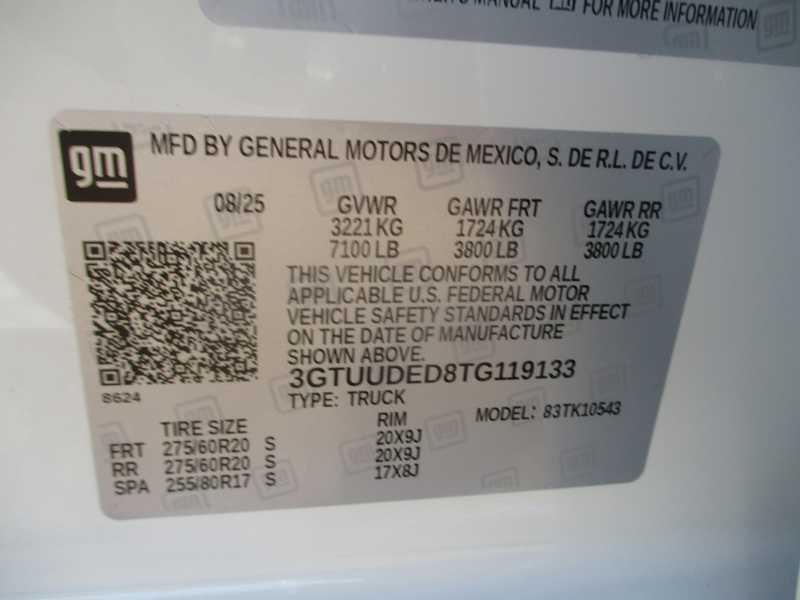 MANUAL FOR MORE INFORMATION
gm
MFD BY GENERAL MOTORS DE MEXICO, S. DE R.L. DE C.V.
08/25 GVWR GAWR FRT GAWR RR
3221 KG 1724 KG 1724 KG
7100 LB 3800 LB 3800 LB
THIS VEHICLE CONFORMS TO ALL
APPLICABLE U.S. FEDERAL MOTOR
VEHICLE SAFETY STANDARDS IN EFFECT
ON THE DATE OF MANUFACTURE
SHOWN ABOVE.
3GTUUDED8TG119133
8624
TYPE: TRUCK MODEL: 83TK10543
TIRE SIZE RIM
FRT 275/60R20 S 20X9J
RR 275/60R20 S 20X9J
SPA 255/80R17 S 17X8J